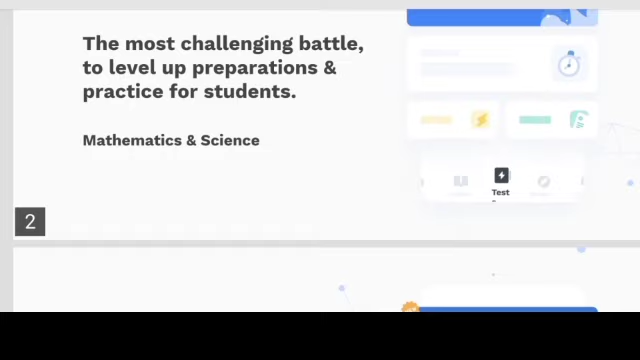 The most challenging battle,
to level up preparations &
practice for students.
Mathematics & Science
Test
2